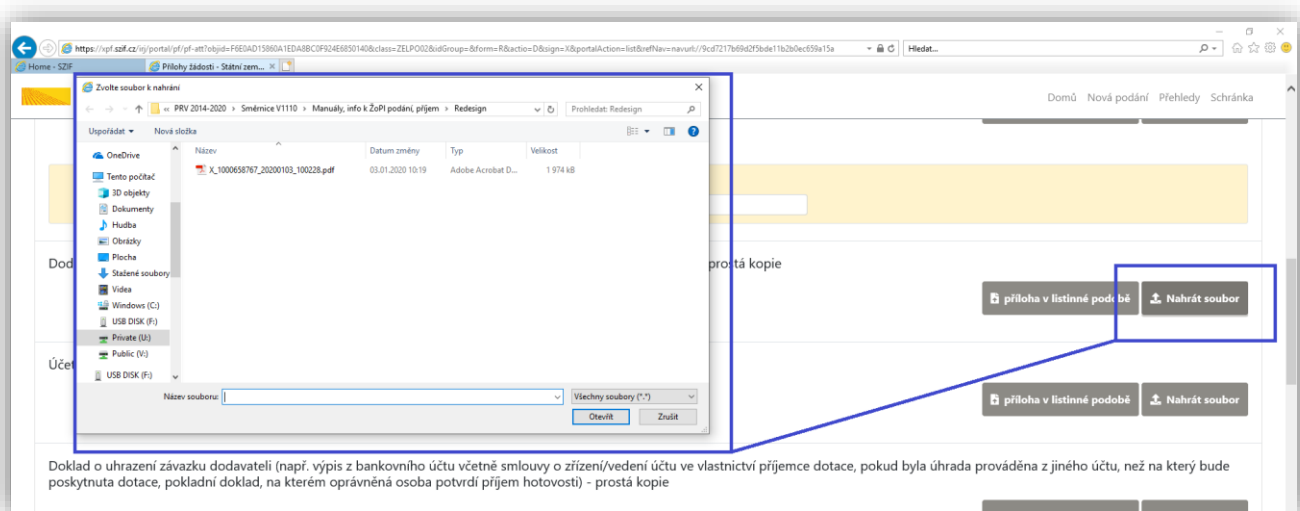 https://xpf.szif.cz/irj/portal/pf/pf-att?objid=F6E0AD15860A1EDA8BC0F924E6850140&class=ZELPO02&idGroup=&form=R&actio=D&sign=X&portalAction=list&refNav=navurl://9cd7217b69d2f5bde11b2b0ec659a15a
Hledat...
Home - SZIF
Přílohy žádosti - Státní zem...
Domů Nová podání Přehledy Schránka
Zvolte soubor k nahrání
« PRV 2014-2020 › Směrnice V1110 › Manuály, info k ŽoPl podání, příjem › Redesign
Prohledat: Redesign
Uspořádat Nová složka
Název Datum změny Typ Velikost
X_1000658767_20200103_100228.pdf 03.01.2020 10:19 Adobe Acrobat D... 1 974 kB
OneDrive
Tento počítač
3D objekty
Dokumenty
Hudba
Obrázky
Plocha
Stažené soubory
Videa
Windows (C:)
USB DISK (F:)
Private (U:)
Public (V:)
USB DISK (F:)
Název souboru:
Všechny soubory (*.*)
Otevřít Zrušit
Dod
prostá kopie
příloha v listinné podobě Nahrát soubor
Účet
příloha v listinné podobě Nahrát soubor
Doklad o uhrazení závazku dodavateli (např. výpis z bankovního účtu včetně smlouvy o zřízení/vedení účtu ve vlastnictví příjemce dotace, pokud byla úhrada prováděna z jiného účtu, než na který bude
poskytnuta dotace, pokladní doklad, na kterém oprávněná osoba potvrdí příjem hotovosti) - prostá kopie